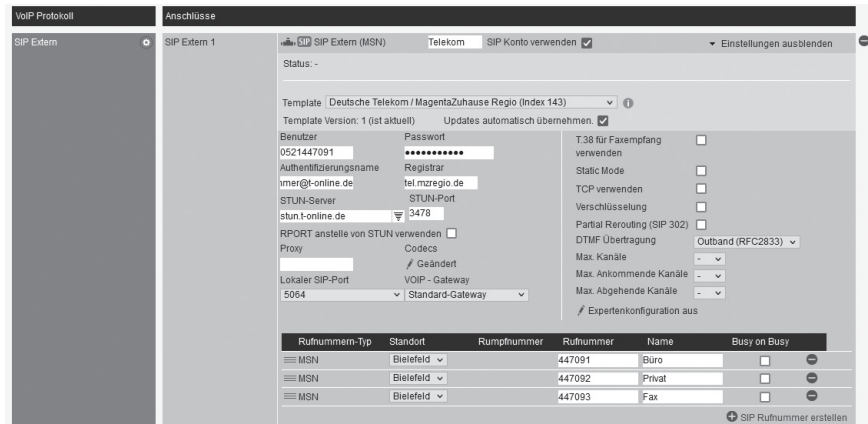 VoIP Protokoll
Anschlüsse
SIP Extern
SIP Extern 1
SIP SIP Extern (MSN)
Telekom
SIP Konto verwenden
Einstellungen ausblenden
Status: -
Template Deutsche Telekom / MagentaZuhause Regio (Index 143)
Template Version: 1 (ist aktuell) Updates automatisch übernehmen.
Benutzer Passwort
0521447091 ●●●●●●●●●●●
Authentifizierungsname Registrar
nmer@t-online.de tel.mzregio.de
STUN-Server STUN-Port
stun.t-online.de 3478
RPORT anstelle von STUN verwenden
Proxy Codecs
Geändert
Lokaler SIP-Port VOIP - Gateway
5064 Standard-Gateway
T.38 für Faxempfang
verwenden
Static Mode
TCP verwenden
Verschlüsselung
Partial Rerouting (SIP 302)
DTMF Übertragung Outband (RFC2833)
Max. Kanäle -
Max. Ankommende Kanäle -
Max. Abgehende Kanäle -
Expertenkonfiguration aus
Rufnummern-Typ Standort Rumpfnummer Rufnummer Name Busy on Busy
MSN Bielefeld 447091 Büro
MSN Bielefeld 447092 Privat
MSN Bielefeld 447093 Fax
SIP Rufnummer erstellen